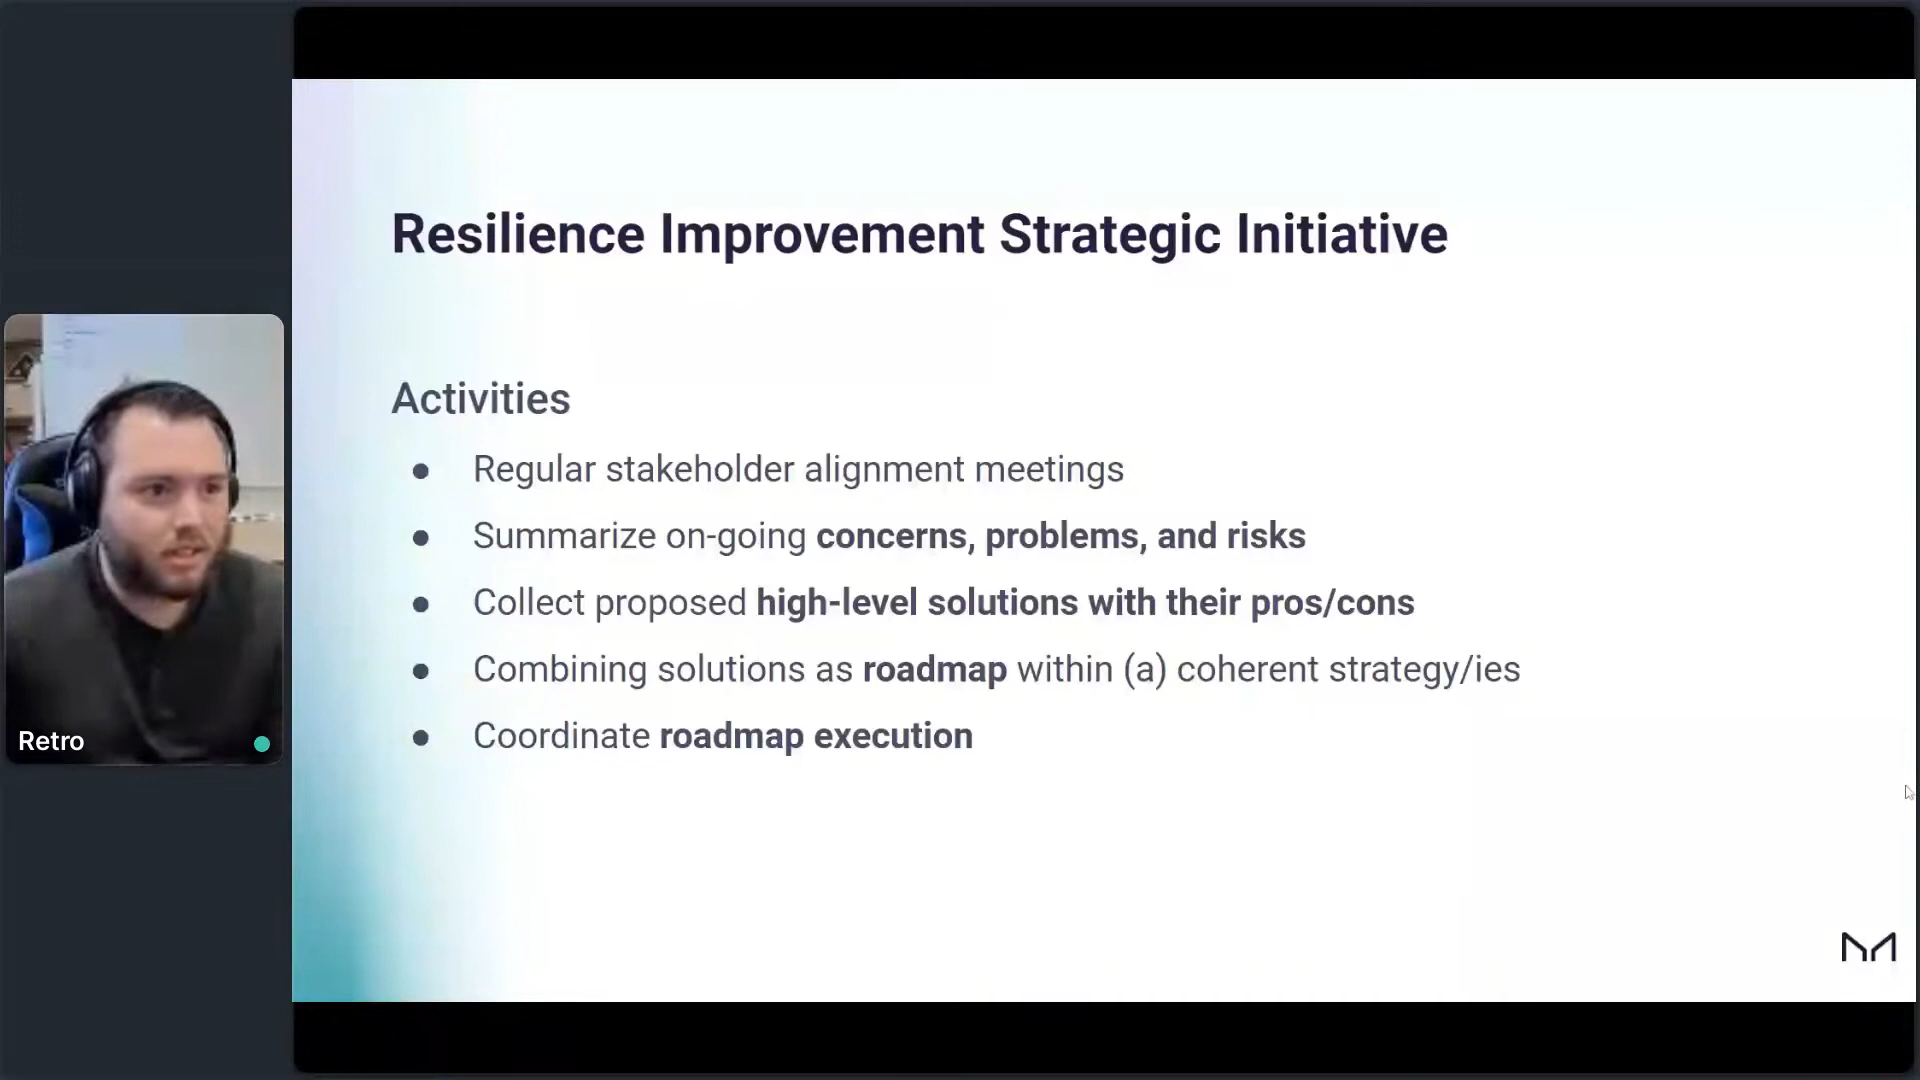 Resilience Improvement Strategic Initiative
Activities
● Regular stakeholder alignment meetings
● Summarize on-going concerns, problems, and risks
● Collect proposed high-level solutions with their pros/cons
● Combining solutions as roadmap within (a) coherent strategy/ies
● Coordinate roadmap execution
Retro